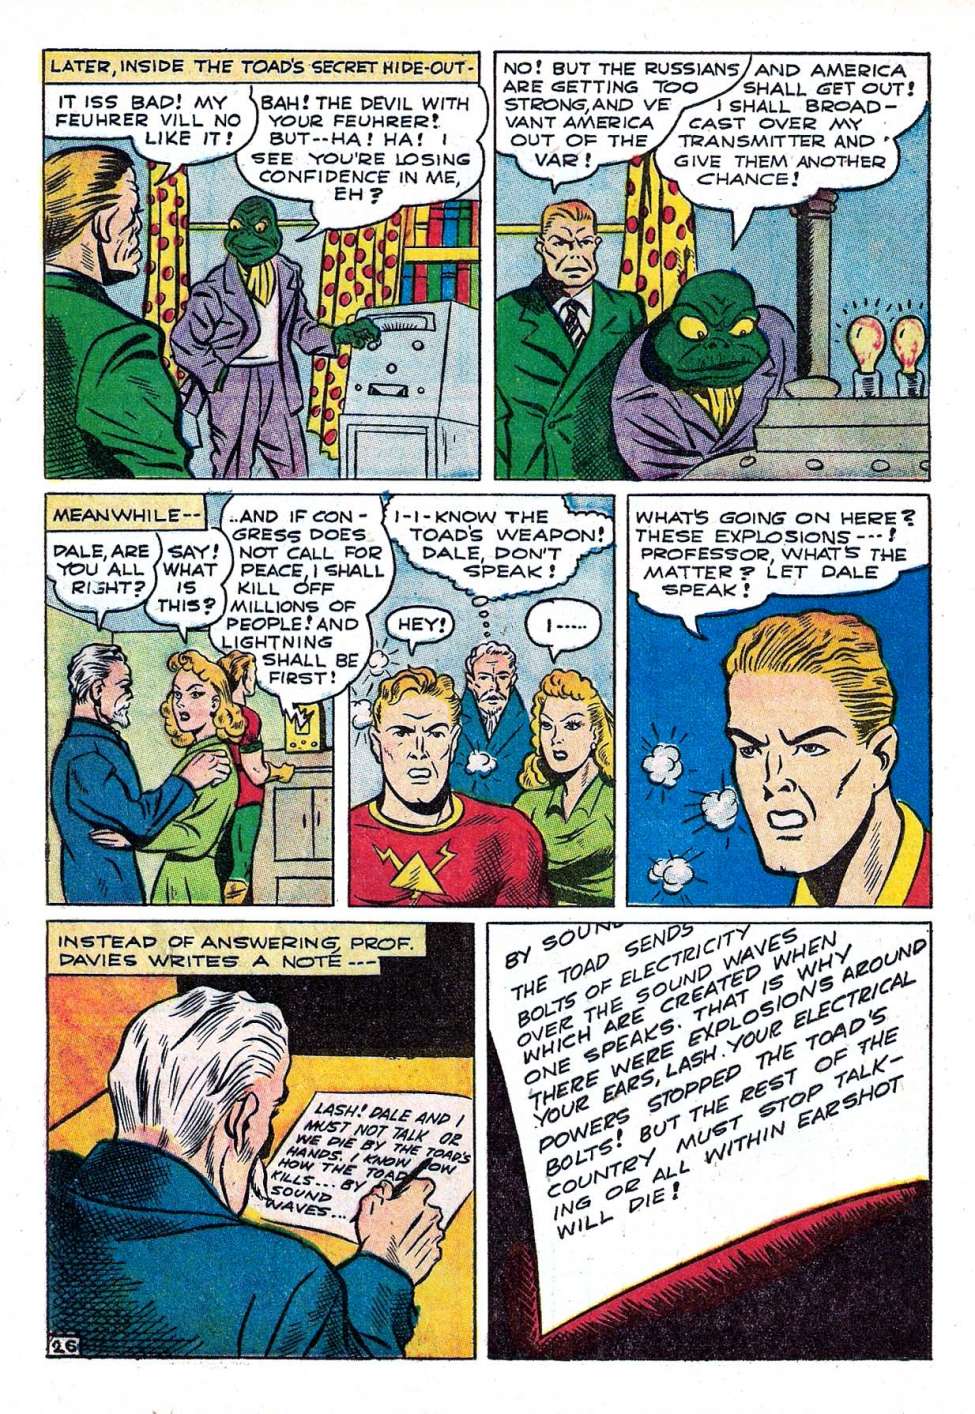 LATER, INSIDE THE TOAD'S SECRET HIDE-OUT-
IT ISS BAD! MY
FEUHRER VILL NO
LIKE IT!
BAH! THE DEVIL WITH
YOUR FEUHRER!
BUT--HA! HA! I
SEE YOU'RE LOSING
CONFIDENCE IN ME,
EH?
NO! BUT THE RUSSIANS
ARE GETTING TOO
STRONG, AND VE
VANT AMERICA
OUT OF THE
VAR!
AND AMERICA
SHALL GET OUT!
I SHALL BROAD-
CAST OVER MY
TRANSMITTER AND
GIVE THEM ANOTHER
CHANCE!
MEANWHILE--
DALE, ARE
YOU ALL
RIGHT?
SAY!
WHAT
IS
THIS?
..AND IF CON-
GRESS DOES
NOT CALL FOR
PEACE, I SHALL
KILL OFF
MILLIONS OF
PEOPLE! AND
LIGHTNING
SHALL BE
FIRST!
I-I-KNOW THE
TOAD'S WEAPON!
DALE, DON'T
SPEAK!
HEY!
I-----
WHAT'S GOING ON HERE?
THESE EXPLOSIONS---!
PROFESSOR, WHAT'S THE
MATTER? LET DALE
SPEAK!
INSTEAD OF ANSWERING, PROF.
DAVIES WRITES A NOTE---
LASH! DALE AND I
MUST NOT TALK OR
WE DIE BY THE TOAD'S
HANDS. I KNOW NOW
HOW THE TOAD
KILLS--- BY
SOUND
WAVES...
26
BY SOUND
THE TOAD SENDS
BOLTS OF ELECTRICITY
OVER THE SOUND WAVES
WHICH ARE CREATED WHEN
ONE SPEAKS. THAT IS WHY
THERE WERE EXPLOSIONS AROUND
YOUR EARS, LASH. YOUR ELECTRICAL
POWERS STOPPED THE TOAD'S
BOLTS! BUT THE REST OF THE
COUNTRY MUST STOP TALK-
ING OR ALL WITHIN EARSHOT
WILL DIE!